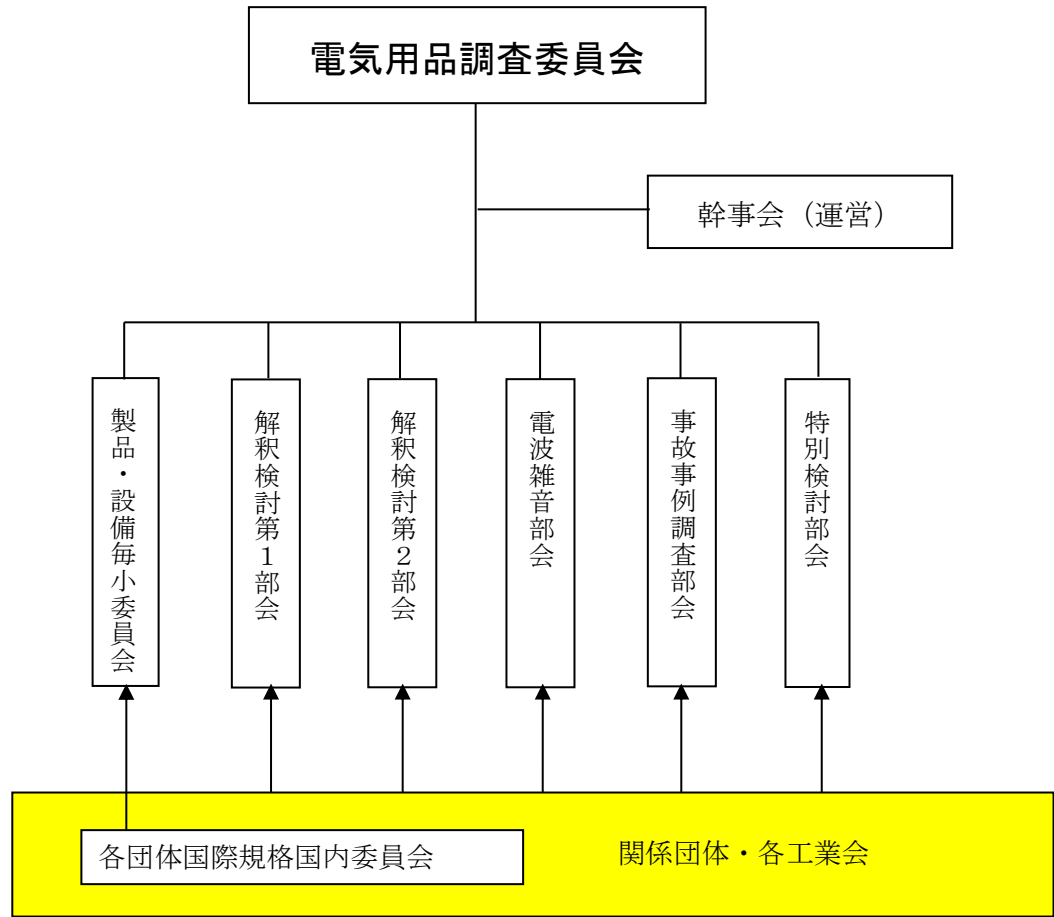 電気用品調査委員会
幹事会（運営）
製品・設備毎小委員会
解釈検討第１部会
解釈検討第２部会
電波雑音部会
事故事例調査部会
特別検討部会
各団体国際規格国内委員会
関係団体・各工業会